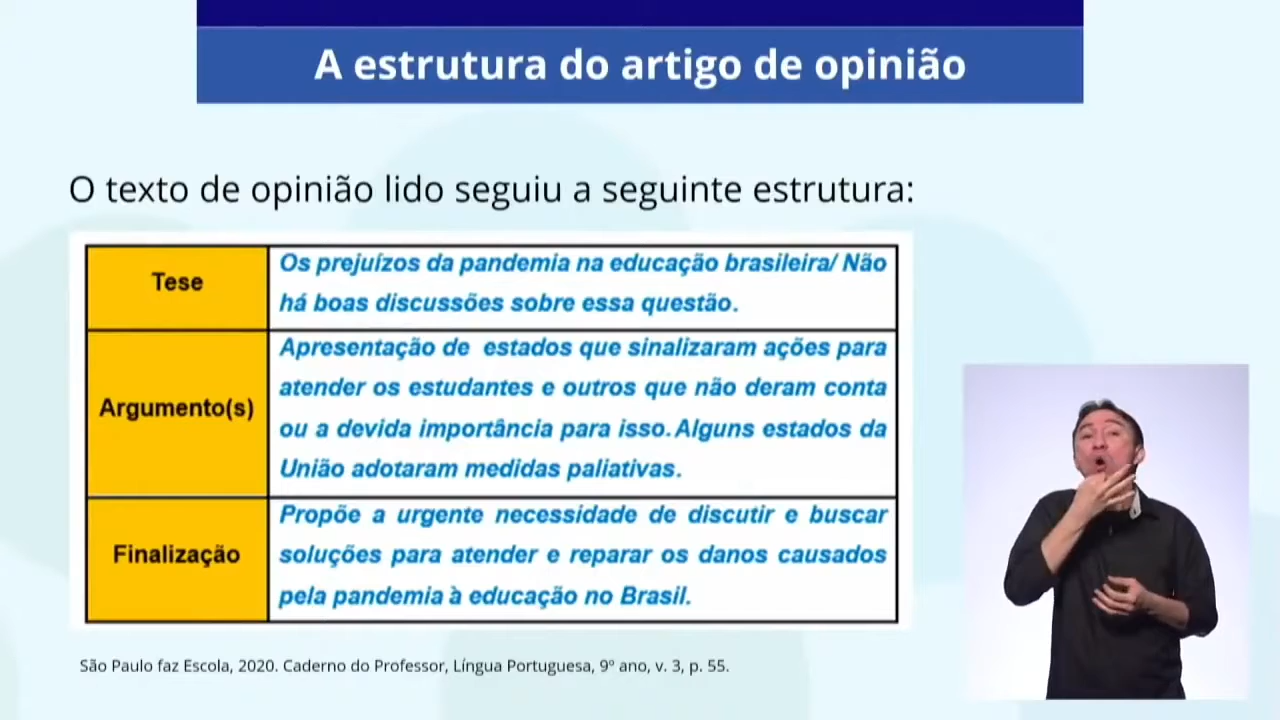 A estrutura do artigo de opinião
O texto de opinião lido seguiu a seguinte estrutura:
Tese
Os prejuízos da pandemia na educação brasileira/ Não
há boas discussões sobre essa questão.
Argumento(s)
Apresentação de estados que sinalizaram ações para
atender os estudantes e outros que não deram conta
ou a devida importância para isso. Alguns estados da
União adotaram medidas paliativas.
Finalização
Propõe a urgente necessidade de discutir e buscar
soluções para atender e reparar os danos causados
pela pandemia à educação no Brasil.
São Paulo faz Escola, 2020. Caderno do Professor, Língua Portuguesa, 9º ano, v. 3, p. 55.